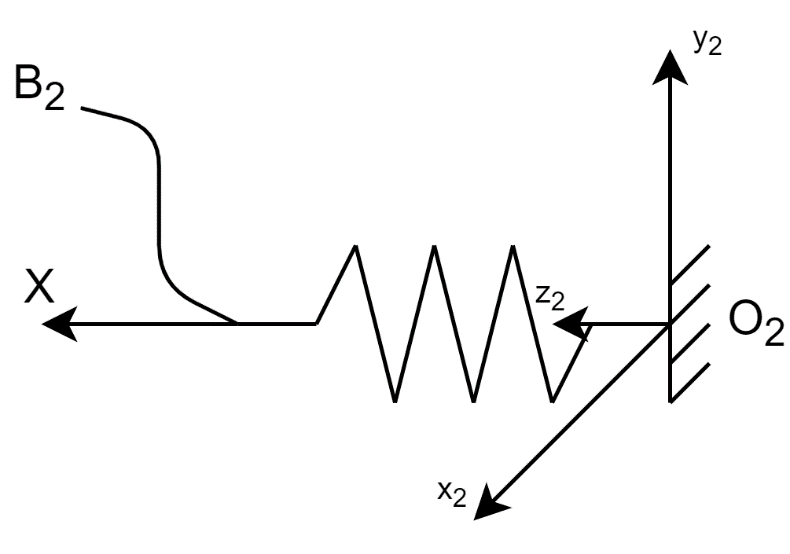 y₂
B₂
X
z₂
O₂
x₂